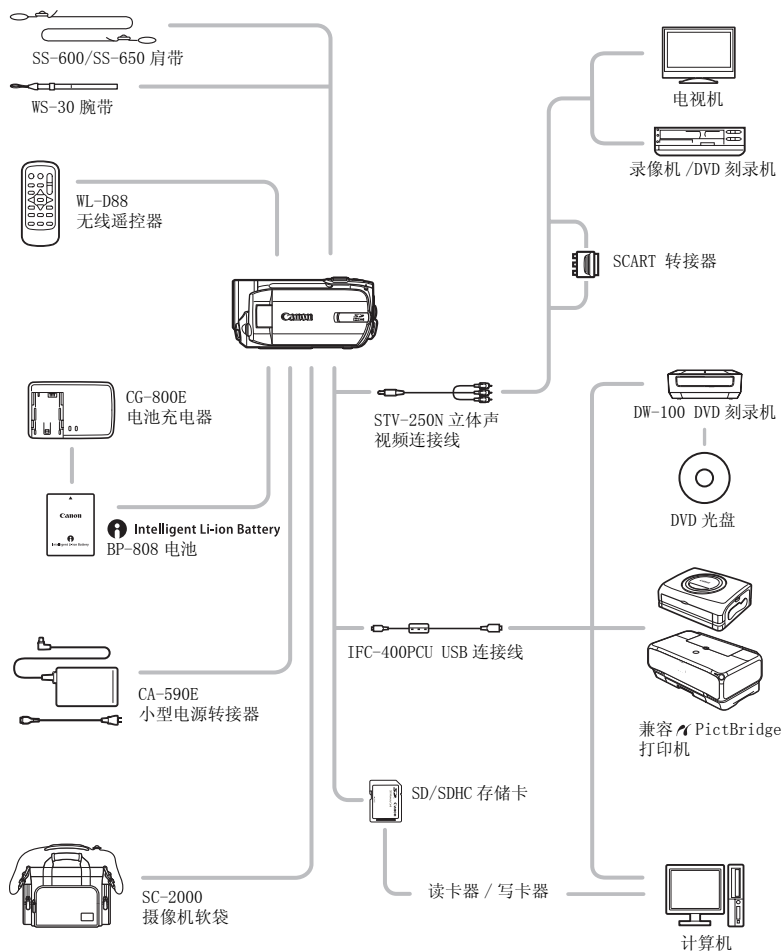 SS-600/SS-650 肩带
WS-30 腕带
WL-D88
无线遥控器
Canon
CG-800E
电池充电器
Canon
Intelligent Li-ion Battery
Intelligent Li-ion Battery
BP-808 电池
CA-590E
小型电源转接器
SC-2000
摄像机软袋
电视机
录像机 /DVD 刻录机
SCART 转接器
STV-250N 立体声
视频连接线
DW-100 DVD 刻录机
DVD 光盘
IFC-400PCU USB 连接线
兼容 PictBridge
打印机
SD/SDHC 存储卡
读卡器 / 写卡器
计算机